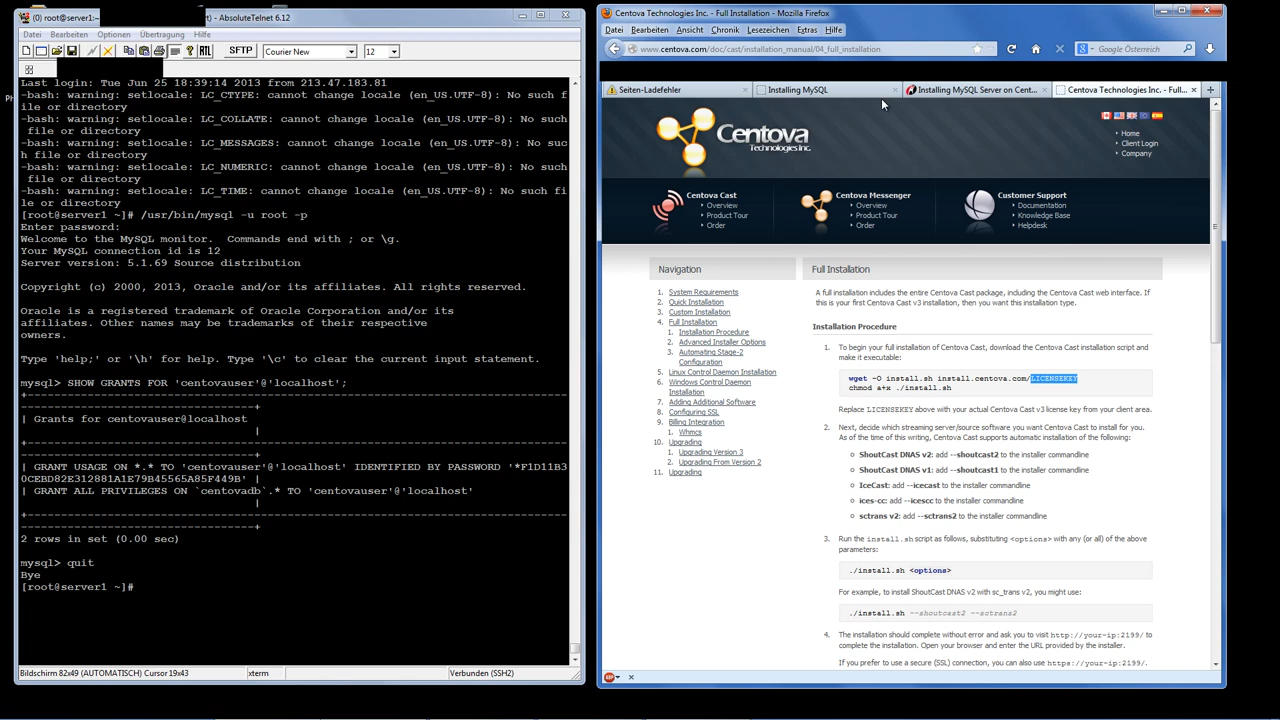 (0) root@server1:~
t) - AbsoluteTelnet 6.12
Datei Bearbeiten Optionen Übertragung Hilfe
SFTP Courier New 12
Last login: Tue Jun 25 18:39:14 2013 from 213.47.183.81
-bash: warning: setlocale: LC_CTYPE: cannot change locale (en_US.UTF-8): No such f
ile or directory
-bash: warning: setlocale: LC_COLLATE: cannot change locale (en_US.UTF-8): No such
file or directory
-bash: warning: setlocale: LC_MESSAGES: cannot change locale (en_US.UTF-8): No suc
h file or directory
-bash: warning: setlocale: LC_NUMERIC: cannot change locale (en_US.UTF-8): No such
file or directory
-bash: warning: setlocale: LC_TIME: cannot change locale (en_US.UTF-8): No such fi
le or directory
[root@server1 ~]# /usr/bin/mysql -u root -p
Enter password:
Welcome to the MySQL monitor.  Commands end with ; or \g.
Your MySQL connection id is 12
Server version: 5.1.69 Source distribution
Copyright (c) 2000, 2013, Oracle and/or its affiliates. All rights reserved.
Oracle is a registered trademark of Oracle Corporation and/or its
affiliates. Other names may be trademarks of their respective
owners.
Type 'help;' or '\h' for help. Type '\c' to clear the current input statement.
mysql> SHOW GRANTS FOR 'centovauser'@'localhost';
| Grants for centovauser@localhost
|
| GRANT USAGE ON *.* TO 'centovauser'@'localhost' IDENTIFIED BY PASSWORD '*F1D11B3
0CEBD82E312881A1E79B45565A85F449B' |
| GRANT ALL PRIVILEGES ON `centovadb`.* TO 'centovauser'@'localhost'
|
2 rows in set (0.00 sec)
mysql> quit
Bye
[root@server1 ~]#
Bildschirm 82x49 (AUTOMATISCH) Cursor 19x43 xterm Verbunden (SSH2)
Centova Technologies Inc. - Full Installation - Mozilla Firefox
Datei Bearbeiten Ansicht Chronik Lesezeichen Extras Hilfe
www.centova.com/doc/cast/installation_manual/04_full_installation
Google Österreich
Seiten-Ladefehler
Installing MySQL
Installing MySQL Server on Cent...
Centova Technologies Inc. - Full...
Centova
Technologies Inc.
Home
Client Login
Company
Centova Cast
Overview
Product Tour
Order
Centova Messenger
Overview
Product Tour
Order
Customer Support
Documentation
Knowledge Base
Helpdesk
Navigation
1. System Requirements
2. Quick Installation
3. Custom Installation
4. Full Installation
1. Installation Procedure
2. Advanced Installer Options
3. Automating Stage-2
Configuration
5. Linux Control Daemon Installation
6. Windows Control Daemon
Installation
7. Adding Additional Software
8. Configuring SSL
9. Billing Integration
1. Whmcs
10. Upgrading
1. Upgrading Version 3
2. Upgrading From Version 2
11. Upgrading
Full Installation
A full installation includes the entire Centova Cast package, including the Centova Cast web interface. If
this is your first Centova Cast v3 installation, then you want this installation type.
Installation Procedure
1. To begin your full installation of Centova Cast, download the Centova Cast installation script and
make it executable:
wget -O install.sh install.centova.com/LICENSEKEY
chmod a+x ./install.sh
Replace LICENSEKEY above with your actual Centova Cast v3 license key from your client area.
2. Next, decide which streaming server/source software you want Centova Cast to install for you.
As of the time of this writing, Centova Cast supports automatic installation of the following:
ShoutCast DNAS v2: add --shoutcast2 to the installer commandline
ShoutCast DNAS v1: add --shoutcast1 to the installer commandline
IceCast: add --icecast to the installer commandline
ices-cc: add --icescc to the installer commandline
sctrans v2: add --sctrans2 to the installer commandline
3. Run the install.sh script as follows, substituting <options> with any (or all) of the above
parameters:
./install.sh <options>
For example, to install ShoutCast DNAS v2 with sc_trans v2, you might use:
./install.sh --shoutcast2 --sctrans2
4. The installation should complete without error and ask you to visit http://your-ip:2199/ to
complete the installation. Open your browser and enter the URL provided by the installer.
If you prefer to use a secure (SSL) connection, you can also use https://your-ip:2199/.
ABP